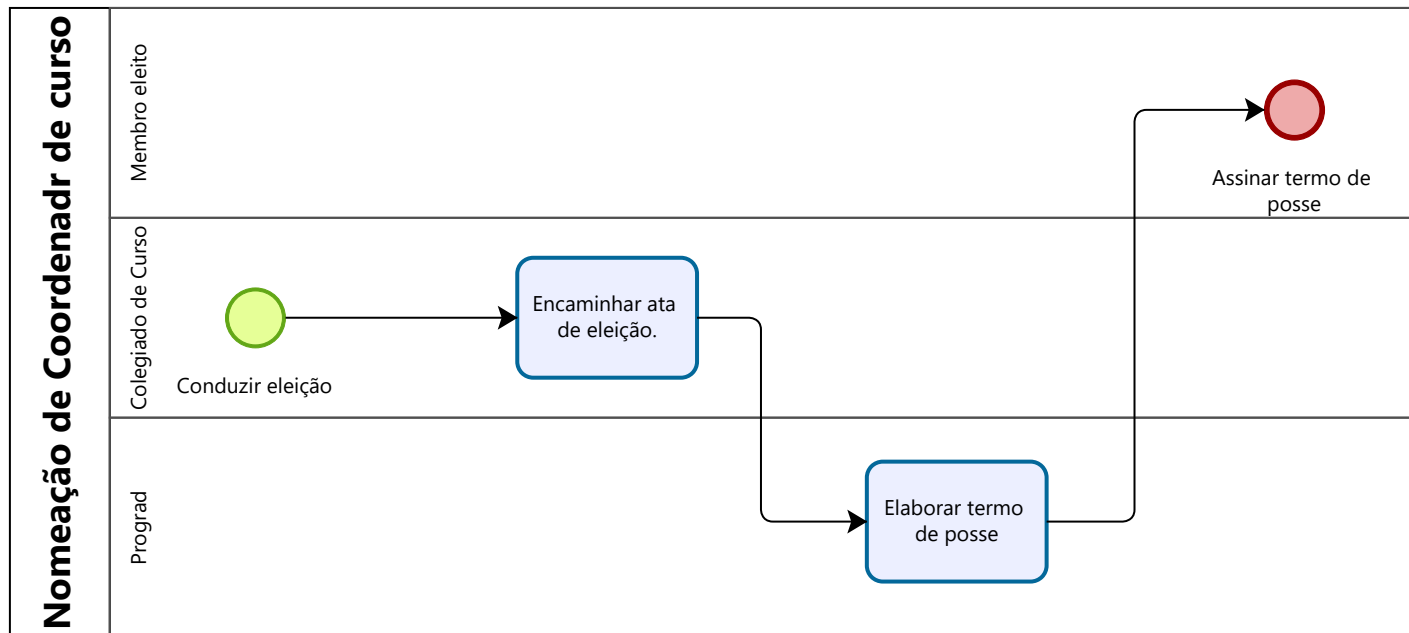 Nomeação de Coordenadr de curso
Membro eleito
Assinar termo de
posse
Colegiado de Curso
Conduzir eleição
Encaminhar ata
de eleição.
Prograd
Elaborar termo
de posse